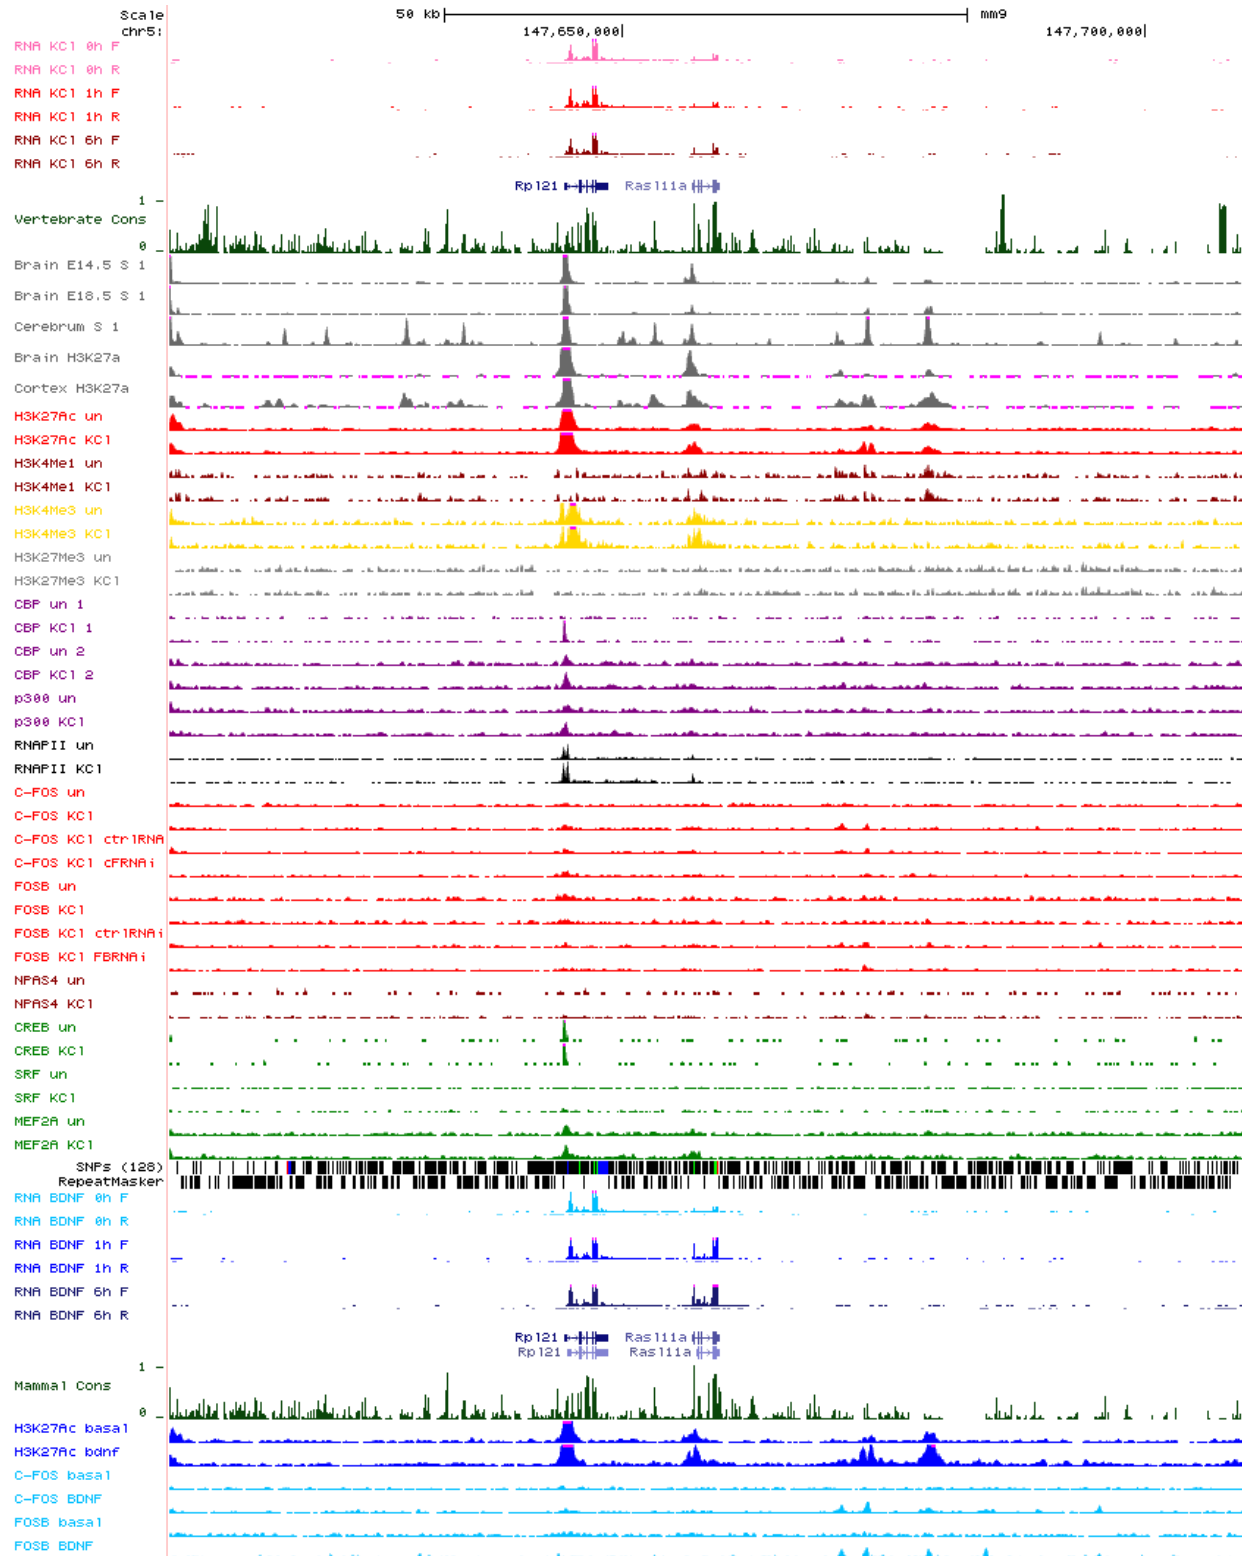 Scale 50 kb mm9
chr5: 147,650,000 147,700,000
RNA KCl 0h F
RNA KCl 0h R
RNA KCl 1h F
RNA KCl 1h R
RNA KCl 6h F
RNA KCl 6h R
Rpl21 Rasl11a
1
Vertebrate Cons
0
Brain E14.5 S 1
Brain E18.5 S 1
Cerebrum S 1
Brain H3K27a
Cortex H3K27a
H3K27Ac un
H3K27Ac KCl
H3K4Me1 un
H3K4Me1 KCl
H3K4Me3 un
H3K4Me3 KCl
H3K27Me3 un
H3K27Me3 KCl
CBP un 1
CBP KCl 1
CBP un 2
CBP KCl 2
p300 un
p300 KCl
RNAPII un
RNAPII KCl
C-FOS un
C-FOS KCl
C-FOS KCl ctrlRNA
C-FOS KCl cFRNAi
FOSB un
FOSB KCl
FOSB KCl ctrlRNAi
FOSB KCl FBRNAi
NPAS4 un
NPAS4 KCl
CREB un
CREB KCl
SRF un
SRF KCl
MEF2A un
MEF2A KCl
SNPs (128)
RepeatMasker
RNA BDNF 0h F
RNA BDNF 0h R
RNA BDNF 1h F
RNA BDNF 1h R
RNA BDNF 6h F
RNA BDNF 6h R
Rpl21 Rasl11a
Rpl21 Rasl11a
1
Mammal Cons
0
H3K27Ac basal
H3K27Ac bdnf
C-FOS basal
C-FOS BDNF
FOSB basal
FOSB BDNF